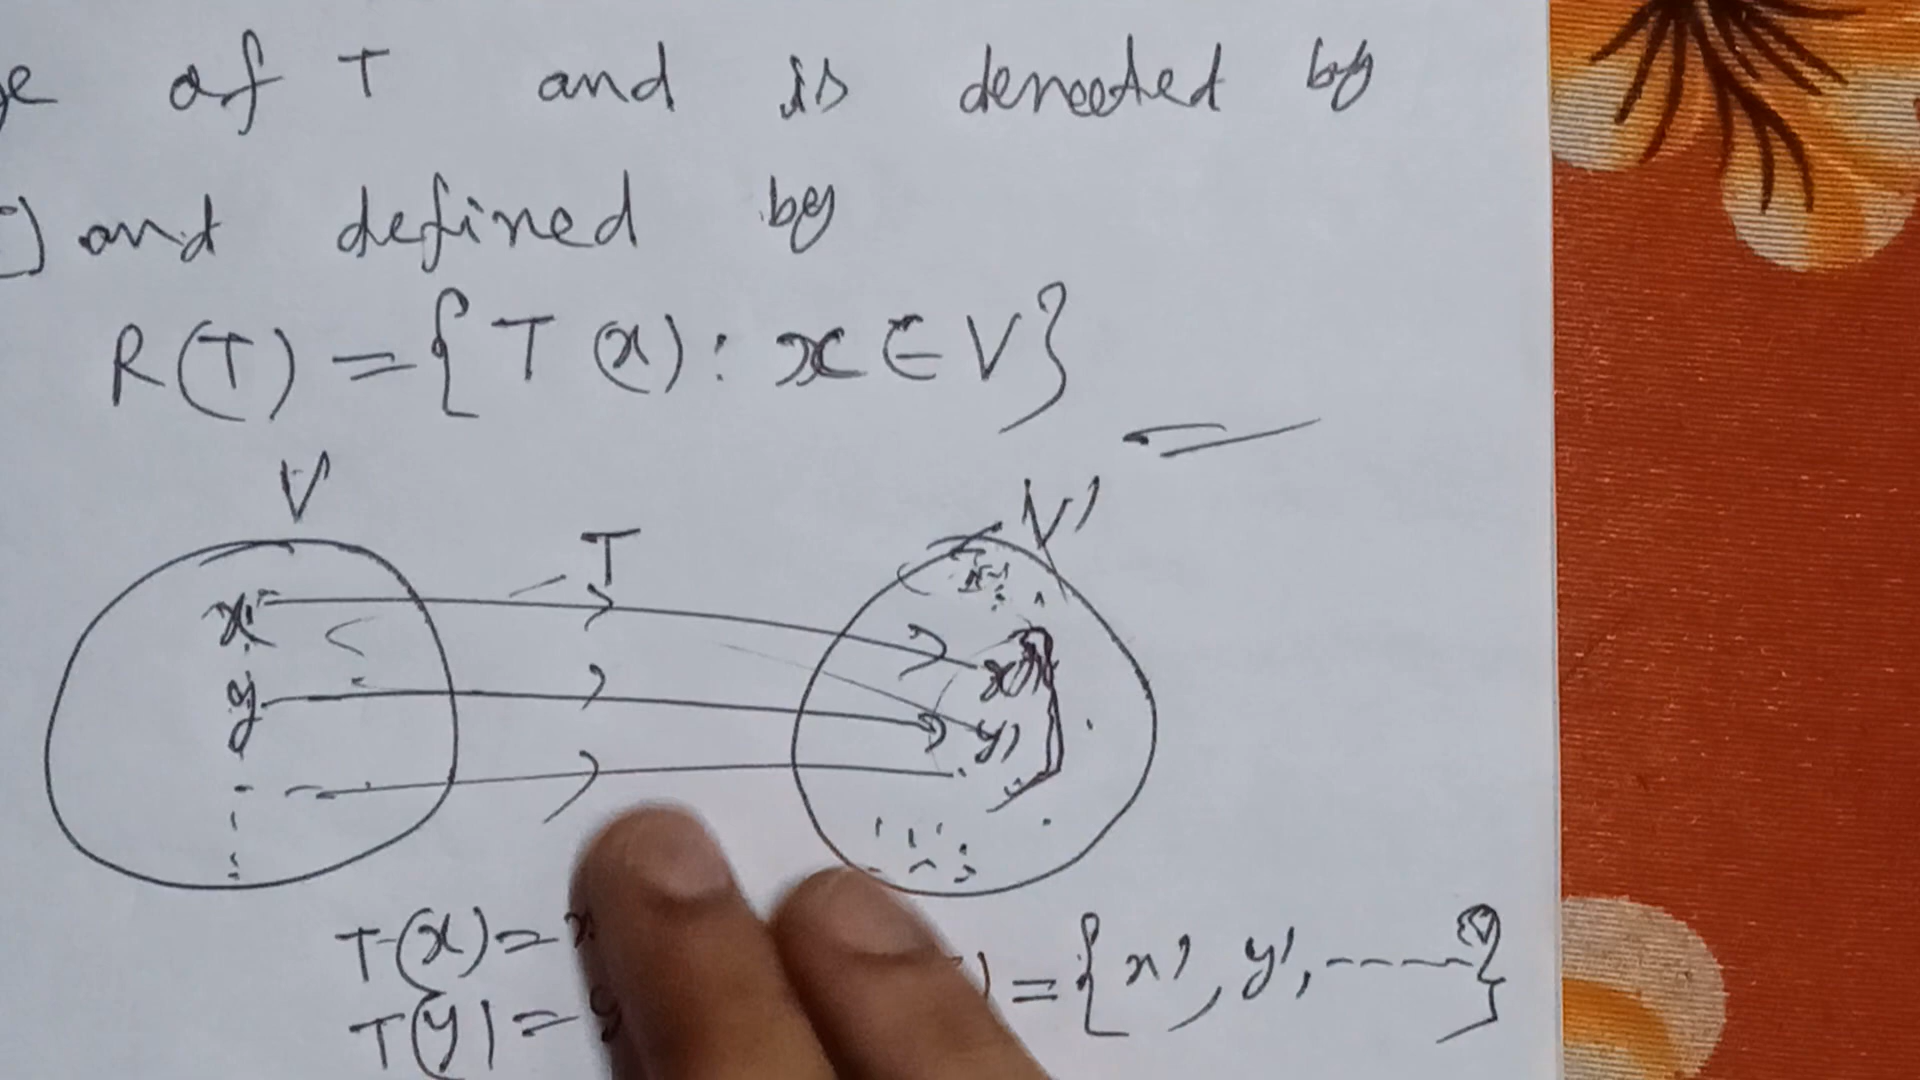 of T and is denoted by
and defined by
R(T) = { T(x) : x ∈ V }
V
T
V'
x
x'
y
y'
T(x) =
) = { x', y', ----- }
T(y) =